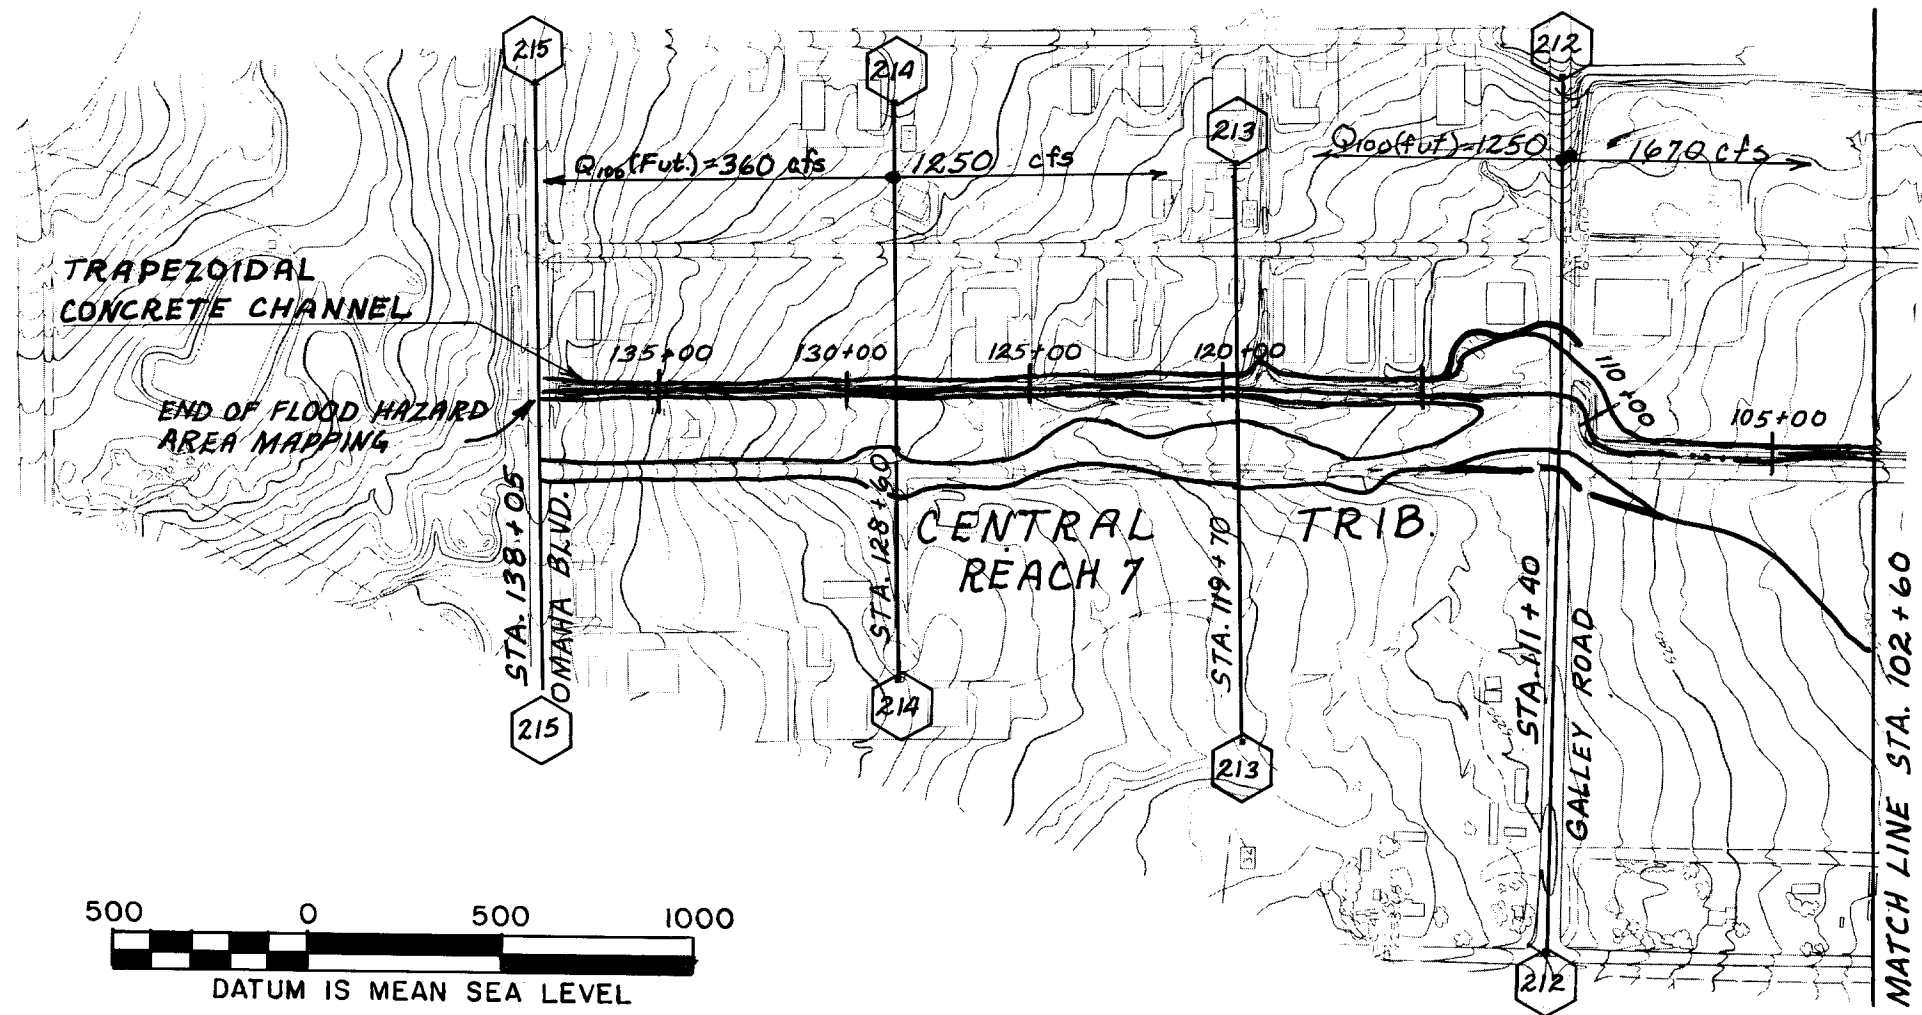 215
214
212
213
Q100(Fut.)=360 cfs
1250 cfs
Q100(fut)=1250
1670 cfs
TRAPEZOIDAL
CONCRETE CHANNEL
135+00
130+00
125+00
120+00
110+00
105+00
END OF FLOOD HAZARD
AREA MAPPING
STA. 138+05
OMAHA BLVD.
STA. 128+60
CENTRAL TRIB.
REACH 7
STA. 119+70
STA. 111+40
GALLEY ROAD
MATCH LINE STA. 102+60
215
214
213
212
500 0 500 1000
DATUM IS MEAN SEA LEVEL